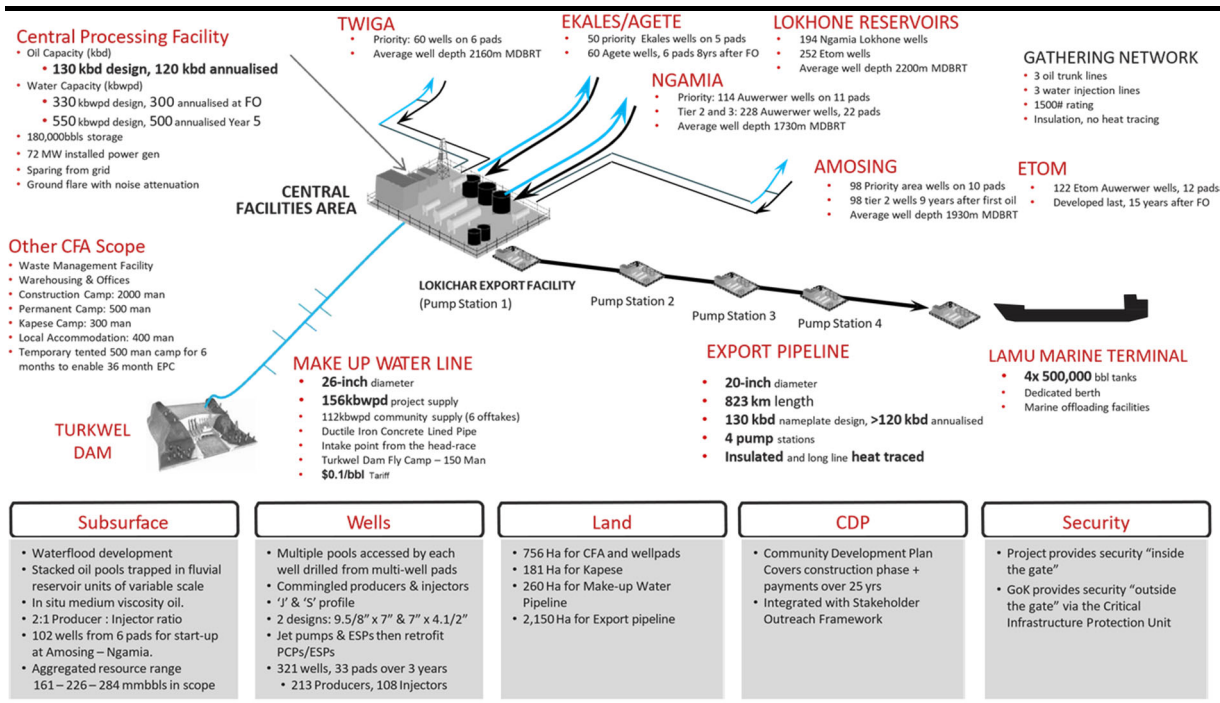 Central Processing Facility
• Oil Capacity (kbd)
• 130 kbd design, 120 kbd annualised
• Water Capacity (kbwpd)
• 330 kbwpd design, 300 annualised at FO
• 550 kbpwd design, 500 annualised Year 5
• 180,000bbls storage
• 72 MW installed power gen
• Sparing from grid
• Ground flare with noise attenuation
TWIGA
• Priority: 60 wells on 6 pads
• Average well depth 2160m MDBRT
EKALES/AGETE
• 50 priority Ekales wells on 5 pads
• 60 Agete wells, 6 pads 8yrs after FO
LOKHONE RESERVOIRS
• 194 Ngamia Lokhone wells
• 252 Etom wells
• Average well depth 2200m MDBRT
GATHERING NETWORK
• 3 oil trunk lines
• 3 water injection lines
• 1500# rating
• Insulation, no heat tracing
NGAMIA
• Priority: 114 Auwerwer wells on 11 pads
• Tier 2 and 3: 228 Auwerwer wells, 22 pads
• Average well depth 1730m MDBRT
AMOSING
• 98 Priority area wells on 10 pads
• 98 tier 2 wells 9 years after first oil
• Average well depth 1930m MDBRT
ETOM
• 122 Etom Auwerwer wells, 12 pads
• Developed last, 15 years after FO
CENTRAL
FACILITIES AREA
Other CFA Scope
• Waste Management Facility
• Warehousing & Offices
• Construction Camp: 2000 man
• Permanent Camp: 500 man
• Kapese Camp: 300 man
• Local Accommodation: 400 man
• Temporary tented 500 man camp for 6
months to enable 36 month EPC
LOKICHAR EXPORT FACILITY
(Pump Station 1)
Pump Station 2
Pump Station 3
Pump Station 4
TURKWEL
DAM
MAKE UP WATER LINE
• 26-inch diameter
• 156kbwpd project supply
• 112kbwpd community supply (6 offtakes)
• Ductile Iron Concrete Lined Pipe
• Intake point from the head-race
• Turkwel Dam Fly Camp – 150 Man
• $0.1/bbl Tariff
EXPORT PIPELINE
• 20-inch diameter
• 823 km length
• 130 kbd nameplate design, >120 kbd annualised
• 4 pump stations
• Insulated and long line heat traced
LAMU MARINE TERMINAL
• 4x 500,000 bbl tanks
• Dedicated berth
• Marine offloading facilities
Subsurface
• Waterflood development
• Stacked oil pools trapped in fluvial
reservoir units of variable scale
• In situ medium viscosity oil.
• 2:1 Producer : Injector ratio
• 102 wells from 6 pads for start-up
at Amosing – Ngamia.
• Aggregated resource range
161 – 226 – 284 mmbbls in scope
Wells
• Multiple pools accessed by each
well drilled from multi-well pads
• Commingled producers & injectors
• ‘J’ & ‘S’ profile
• 2 designs: 9.5/8” x 7” & 7” x 4.1/2”
• Jet pumps & ESPs then retrofit
PCPs/ESPs
• 321 wells, 33 pads over 3 years
• 213 Producers, 108 Injectors
Land
• 756 Ha for CFA and wellpads
• 181 Ha for Kapese
• 260 Ha for Make-up Water
Pipeline
• 2,150 Ha for Export pipeline
CDP
• Community Development Plan
Covers construction phase +
payments over 25 yrs
• Integrated with Stakeholder
Outreach Framework
Security
• Project provides security “inside
the gate”
• GoK provides security “outside
the gate” via the Critical
Infrastructure Protection Unit